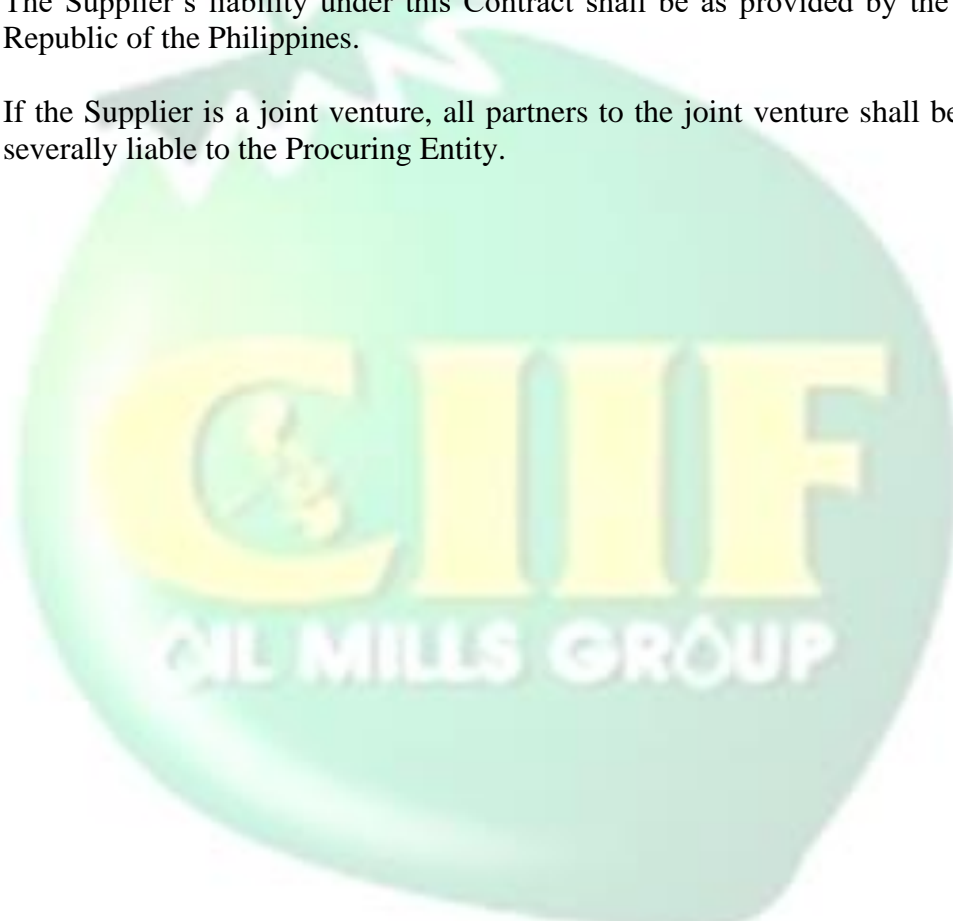 The Supplier's liability under this Contract shall be as provided by the
Republic of the Philippines.
If the Supplier is a joint venture, all partners to the joint venture shall be
severally liable to the Procuring Entity.
CIIF
OIL MILLS GROUP